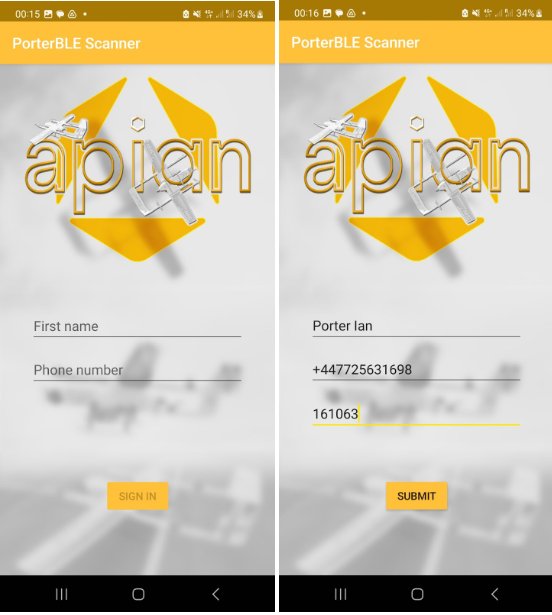 00:15
34%
PorterBLE Scanner
apian
First name
Phone number
SIGN IN
00:16
34%
PorterBLE Scanner
apian
Porter Ian
+447725631698
161063
SUBMIT